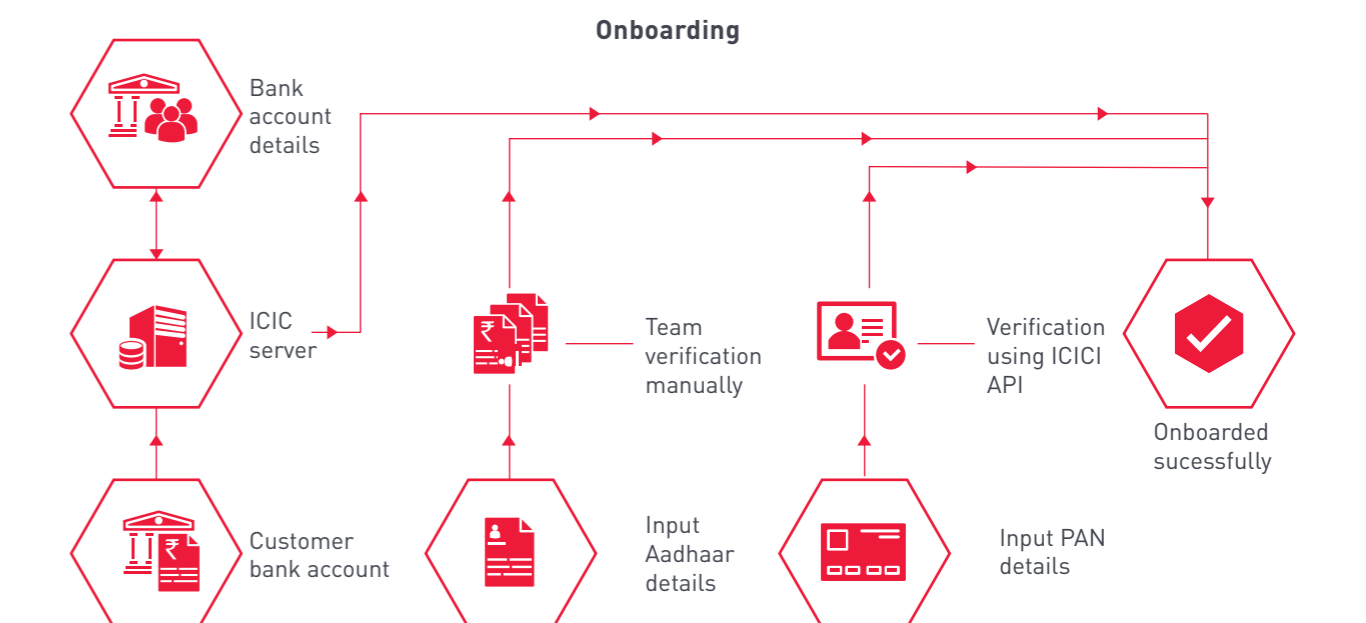 Onboarding
Bank
account
details
ICIC
server
Team
verification
manually
Verification
using ICICI
API
Onboarded
sucessfully
Customer
bank account
Input
Aadhaar
details
Input PAN
details
₹
₹